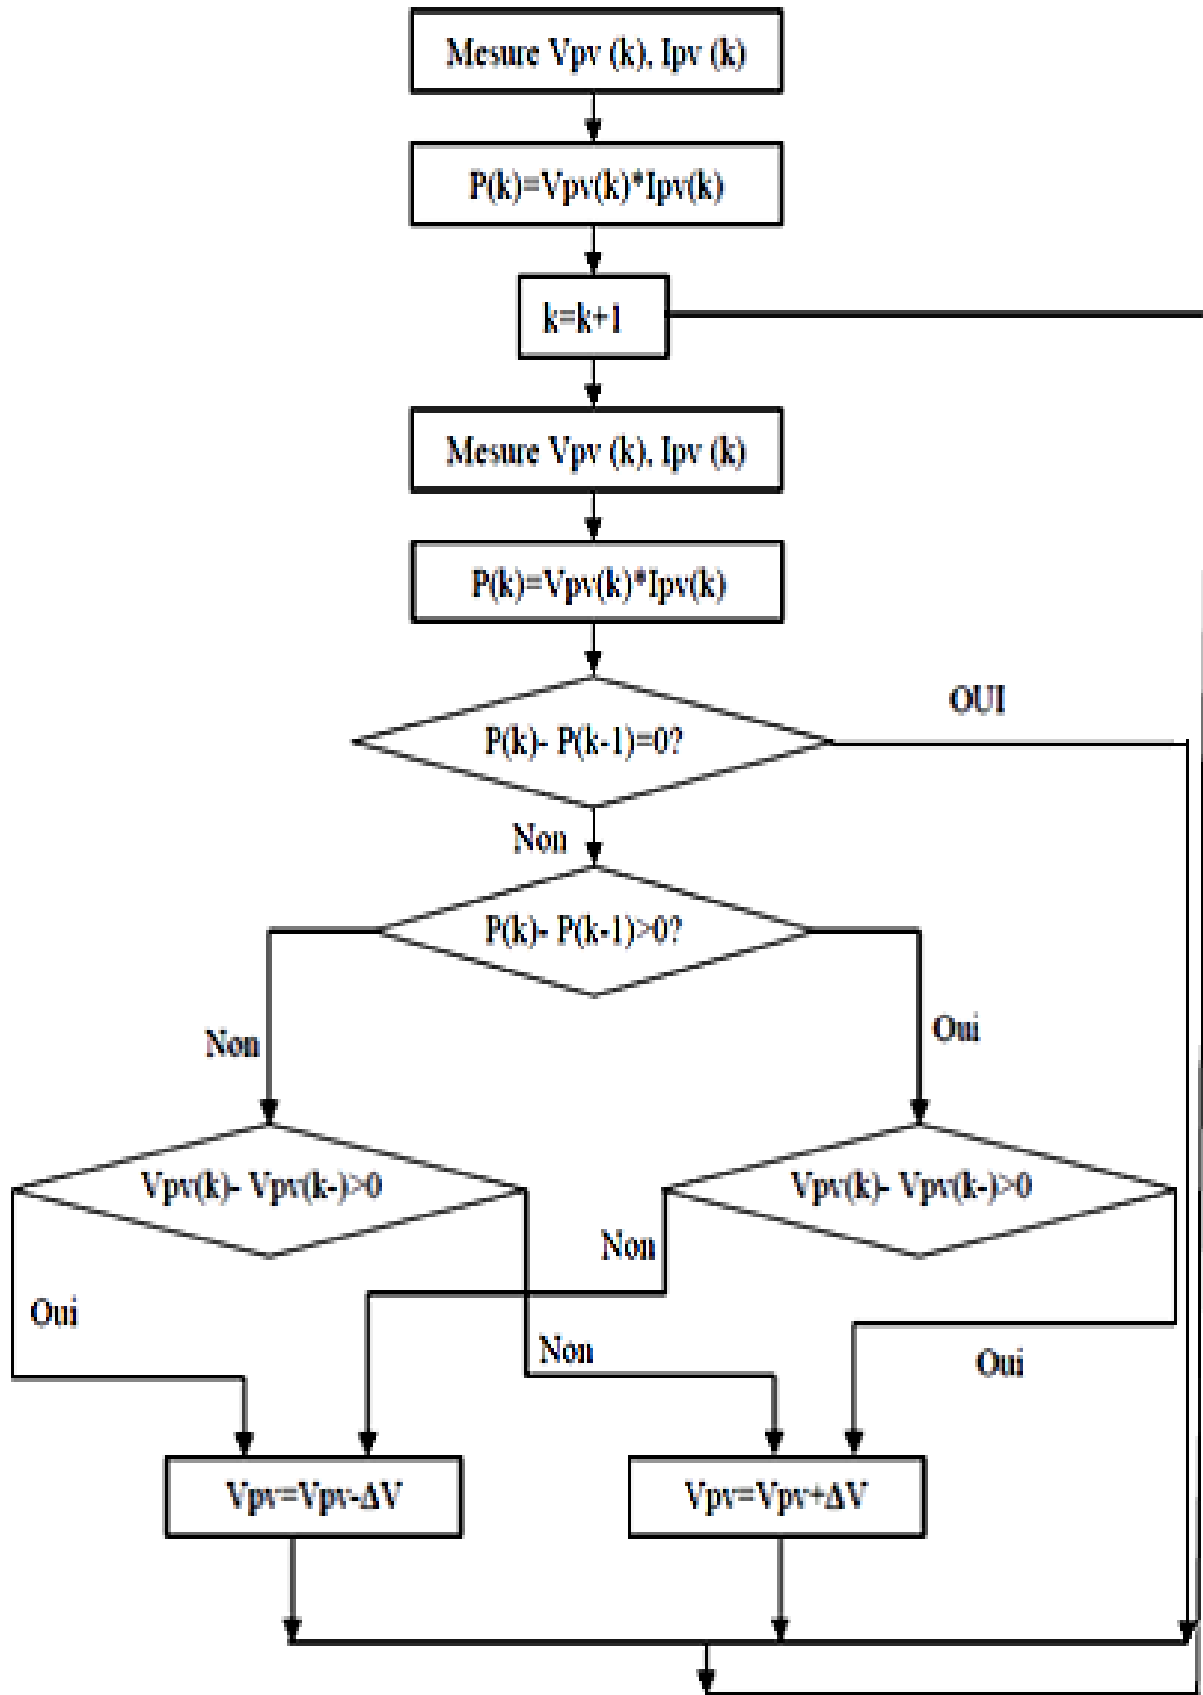 Mesure Vpv (k), Ipv (k)
P(k)=Vpv(k)*Ipv(k)
k=k+1
Mesure Vpv (k), Ipv (k)
P(k)=Vpv(k)*Ipv(k)
OUI
P(k)- P(k-1)=0?
Non
P(k)- P(k-1)>0?
Non
Oui
Vpv(k)- Vpv(k-)>0
Vpv(k)- Vpv(k-)>0
Non
Oui
Non
Oui
Vpv=Vpv-ΔV
Vpv=Vpv+ΔV